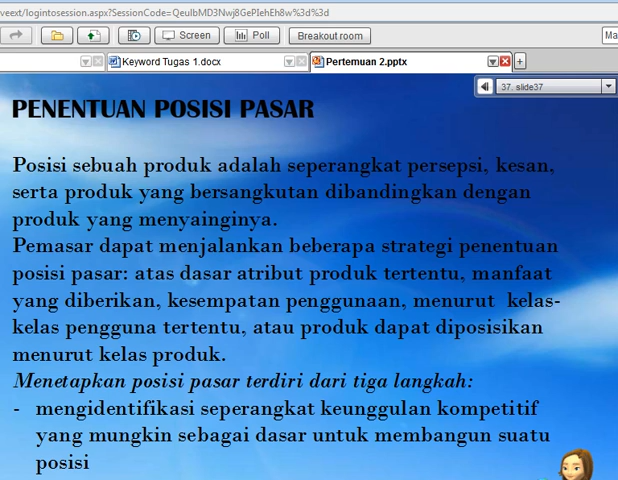 veext/logintosession.aspx?SessionCode=QeuIbMD3Nwj8GePIehEh8w%3d%3d
Screen Poll Breakout room Ma
Keyword Tugas 1.docx Pertemuan 2.pptx
37. slide37
PENENTUAN POSISI PASAR
Posisi sebuah produk adalah seperangkat persepsi, kesan,
serta produk yang bersangkutan dibandingkan dengan
produk yang menyainginya.
Pemasar dapat menjalankan beberapa strategi penentuan
posisi pasar: atas dasar atribut produk tertentu, manfaat
yang diberikan, kesempatan penggunaan, menurut kelas-
kelas pengguna tertentu, atau produk dapat diposisikan
menurut kelas produk.
Menetapkan posisi pasar terdiri dari tiga langkah:
- mengidentifikasi seperangkat keunggulan kompetitif
yang mungkin sebagai dasar untuk membangun suatu
posisi